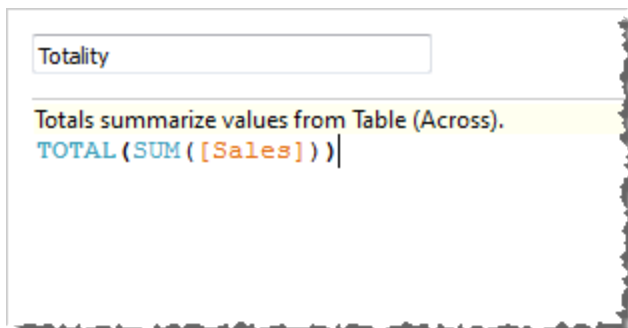 Totality
Totals summarize values from Table (Across).
TOTAL(SUM([Sales]))